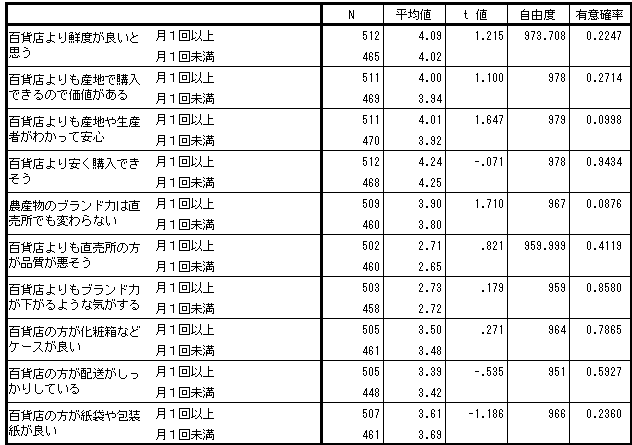 N 平均値 t 値 自由度 有意確率
百貨店より鮮度が良いと思う 月1回以上 512 4.09 1.215 973.708 0.2247
月1回未満 465 4.02
百貨店よりも産地で購入できるので価値がある 月1回以上 511 4.00 1.100 978 0.2714
月1回未満 469 3.94
百貨店よりも産地や生産者がわかって安心 月1回以上 511 4.01 1.647 979 0.0998
月1回未満 470 3.92
百貨店より安く購入できそう 月1回以上 512 4.24 -.071 978 0.9434
月1回未満 468 4.25
農産物のブランド力は直売所でも変わらない 月1回以上 509 3.90 1.710 967 0.0876
月1回未満 460 3.80
百貨店よりも直売所の方が品質が悪そう 月1回以上 502 2.71 .821 959.999 0.4119
月1回未満 460 2.65
百貨店よりもブランド力が下がるような気がする 月1回以上 503 2.73 .179 959 0.8580
月1回未満 458 2.72
百貨店の方が化粧箱などケースが良い 月1回以上 505 3.50 .271 964 0.7865
月1回未満 461 3.48
百貨店の方が配送がしっかりしている 月1回以上 505 3.39 -.535 951 0.5927
月1回未満 448 3.42
百貨店の方が紙袋や包装紙が良い 月1回以上 507 3.61 -1.186 966 0.2360
月1回未満 461 3.69